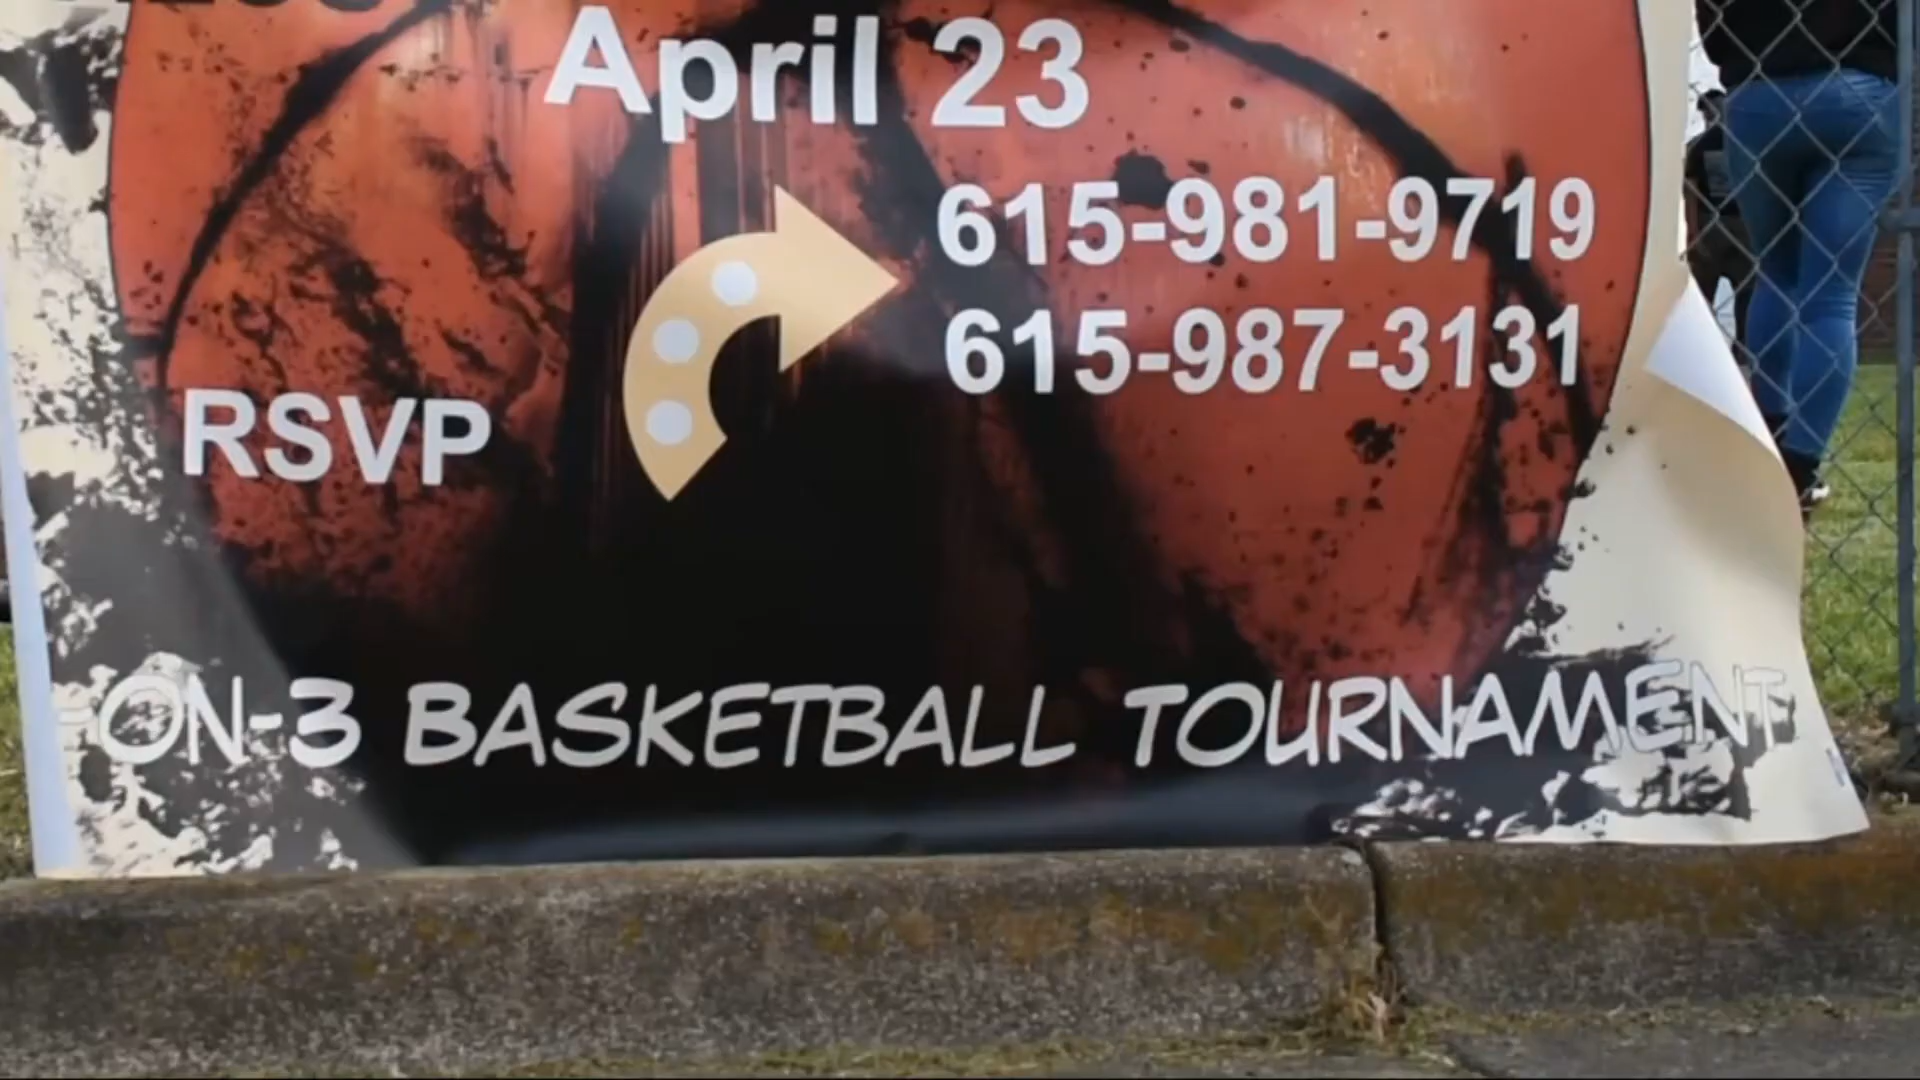 April 23
615-981-9719
615-987-3131
RSVP
-ON-3 BASKETBALL TOURNAMENT